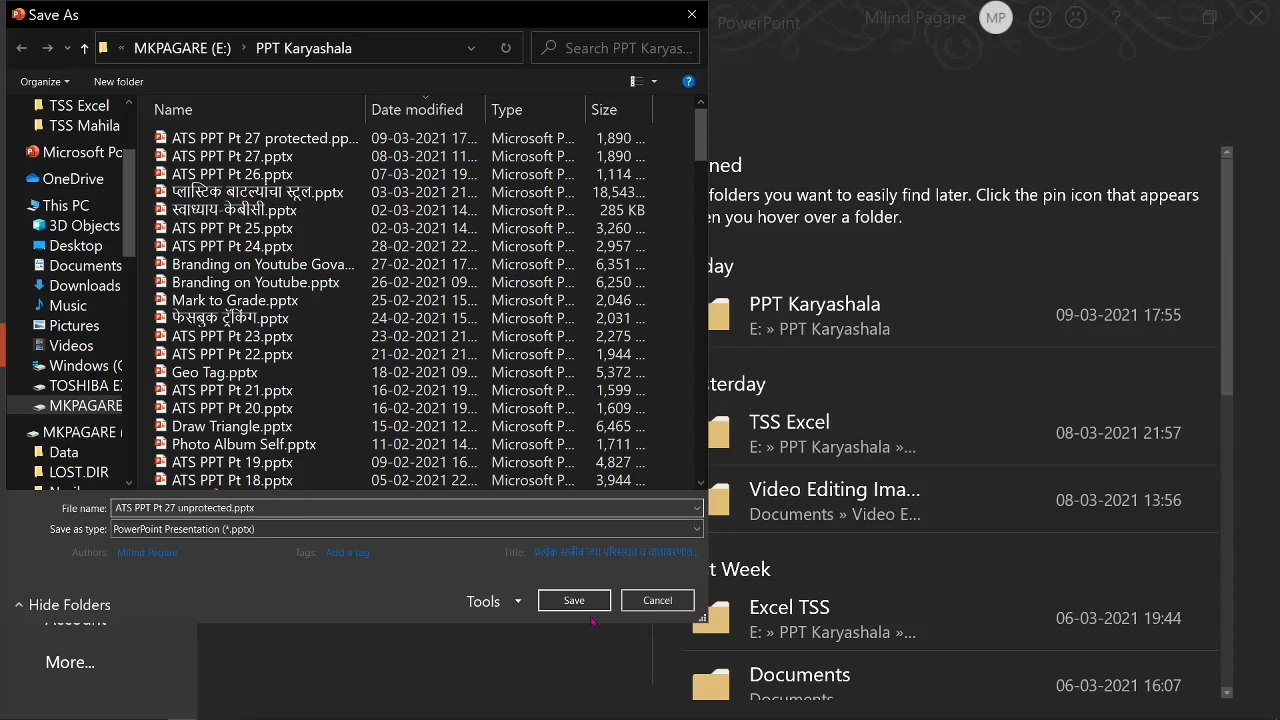 Save As
PowerPoint
Milind Pagare
MP
?
« MKPAGARE (E:) > PPT Karyashala
Search PPT Karyas...
Organize
New folder
?
TSS Excel
TSS Mahila
Microsoft Po
OneDrive
This PC
3D Objects
Desktop
Documents
Downloads
Music
Pictures
Videos
Windows (C
TOSHIBA EX
MKPAGARE
MKPAGARE (
Data
LOST.DIR
Name Date modified Type Size
ATS PPT Pt 27 protected.pp... 09-03-2021 17... Microsoft P... 1,890 ...
ATS PPT Pt 27.pptx 08-03-2021 11... Microsoft P... 1,890 ...
ATS PPT Pt 26.pptx 07-03-2021 19... Microsoft P... 1,114 ...
प्लास्टिक बाटल्यांचा स्टूल.pptx 03-03-2021 21... Microsoft P... 18,543...
स्वाध्याय केबीसी.pptx 02-03-2021 14... Microsoft P... 285 KB
ATS PPT Pt 25.pptx 02-03-2021 14... Microsoft P... 3,260 ...
ATS PPT Pt 24.pptx 28-02-2021 22... Microsoft P... 2,957 ...
Branding on Youtube Gova... 27-02-2021 17... Microsoft P... 6,351 ...
Branding on Youtube.pptx 26-02-2021 09... Microsoft P... 6,250 ...
Mark to Grade.pptx 25-02-2021 15... Microsoft P... 2,046 ...
फेसबुक ट्रॅकिंग.pptx 24-02-2021 15... Microsoft P... 2,031 ...
ATS PPT Pt 23.pptx 23-02-2021 21... Microsoft P... 2,275 ...
ATS PPT Pt 22.pptx 21-02-2021 21... Microsoft P... 1,944 ...
Geo Tag.pptx 18-02-2021 09... Microsoft P... 5,372 ...
ATS PPT Pt 21.pptx 16-02-2021 19... Microsoft P... 1,599 ...
ATS PPT Pt 20.pptx 16-02-2021 19... Microsoft P... 1,609 ...
Draw Triangle.pptx 15-02-2021 12... Microsoft P... 6,465 ...
Photo Album Self.pptx 11-02-2021 14... Microsoft P... 1,711 ...
ATS PPT Pt 19.pptx 09-02-2021 16... Microsoft P... 4,827 ...
ATS PPT Pt 18.pptx 05-02-2021 22... Microsoft P... 3,944 ...
File name: ATS PPT Pt 27 unprotected.pptx
Save as type: PowerPoint Presentation (*.pptx)
Authors: Milind Pagare Tags: Add a tag Title: प्रत्येक सजीव ज्या परिसरात व वातावरणात...
Hide Folders
Tools Save Cancel
Account
More...
ned
folders you want to easily find later. Click the pin icon that appears
en you hover over a folder.
day
PPT Karyashala
E: » PPT Karyashala
09-03-2021 17:55
sterday
TSS Excel
E: » PPT Karyashala »...
08-03-2021 21:57
Video Editing Ima...
Documents » Video E...
08-03-2021 13:56
t Week
Excel TSS
E: » PPT Karyashala »...
06-03-2021 19:44
Documents
Documents
06-03-2021 16:07